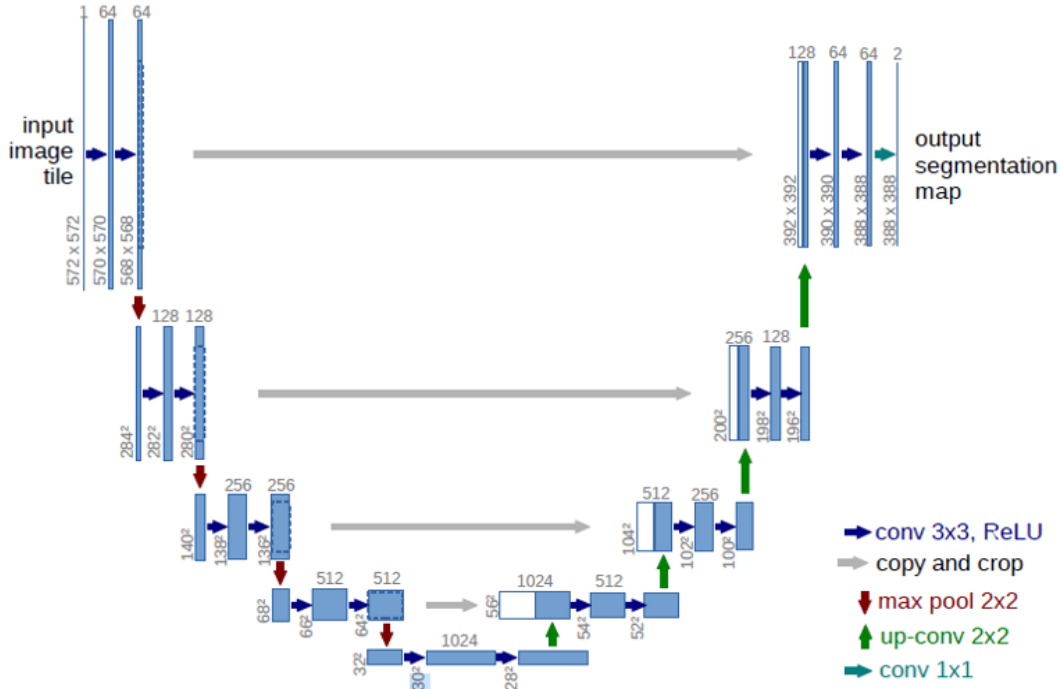 1 64 64
128 64 64 2
input
image
tile
output
segmentation
map
572 x 572
570 x 570
568 x 568
392 x 392
390 x 390
388 x 388
388 x 388
128 128
256 128
284²
282²
280²
200²
198²
196²
256 256
512 256
140²
138²
136²
104²
102²
100²
512 512
1024 512
68²
66²
64²
56²
54²
52²
1024
32²
30²
28²
conv 3x3, ReLU
copy and crop
max pool 2x2
up-conv 2x2
conv 1x1